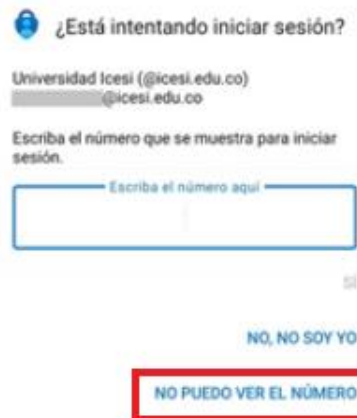 ¿Está intentando iniciar sesión?
Universidad Icesi (@icesi.edu.co)
@icesi.edu.co
Escriba el número que se muestra para iniciar
sesión.
Escriba el número aquí
SÍ
NO, NO SOY YO
NO PUEDO VER EL NÚMERO